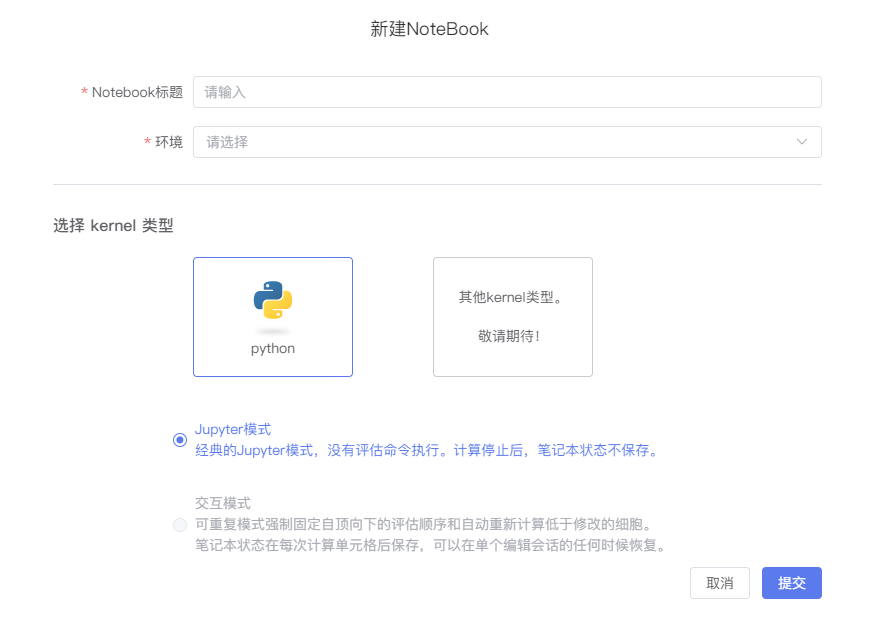 新建NoteBook
* Notebook标题
请输入
* 环境
请选择
选择 kernel 类型
python
其他kernel类型。
敬请期待！
Jupyter模式
经典的Jupyter模式，没有评估命令执行。计算停止后，笔记本状态不保存。
交互模式
可重复模式强制固定自顶向下的评估顺序和自动重新计算低于修改的细胞。
笔记本状态在每次计算单元格后保存，可以在单个编辑会话的任何时候恢复。
取消
提交